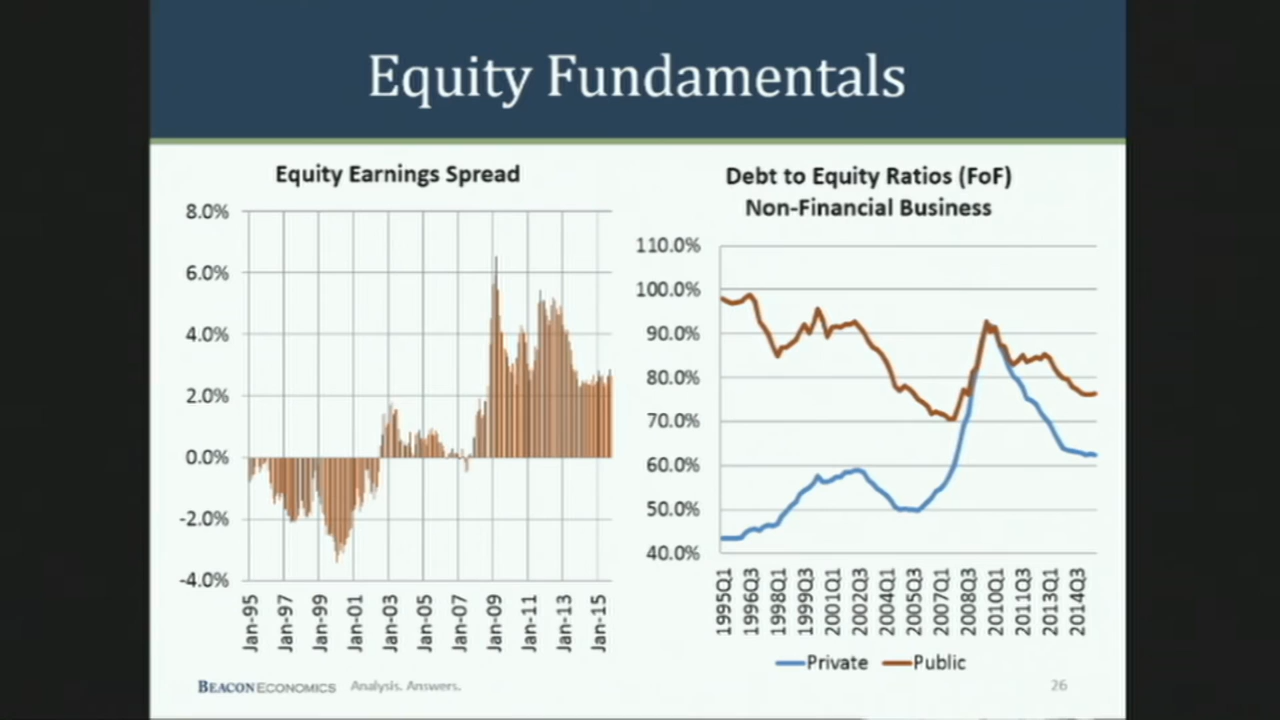 Equity Fundamentals
Equity Earnings Spread
8.0%
6.0%
4.0%
2.0%
0.0%
-2.0%
-4.0%
Jan-95
Jan-97
Jan-99
Jan-01
Jan-03
Jan-05
Jan-07
Jan-09
Jan-11
Jan-13
Jan-15
Debt to Equity Ratios (FoF)
Non-Financial Business
110.0%
100.0%
90.0%
80.0%
70.0%
60.0%
50.0%
40.0%
1995Q1
1996Q3
1998Q1
1999Q3
2001Q1
2002Q3
2004Q1
2005Q3
2007Q1
2008Q3
2010Q1
2011Q3
2013Q1
2014Q3
Private Public
BEACON ECONOMICS Analysis. Answers.
26